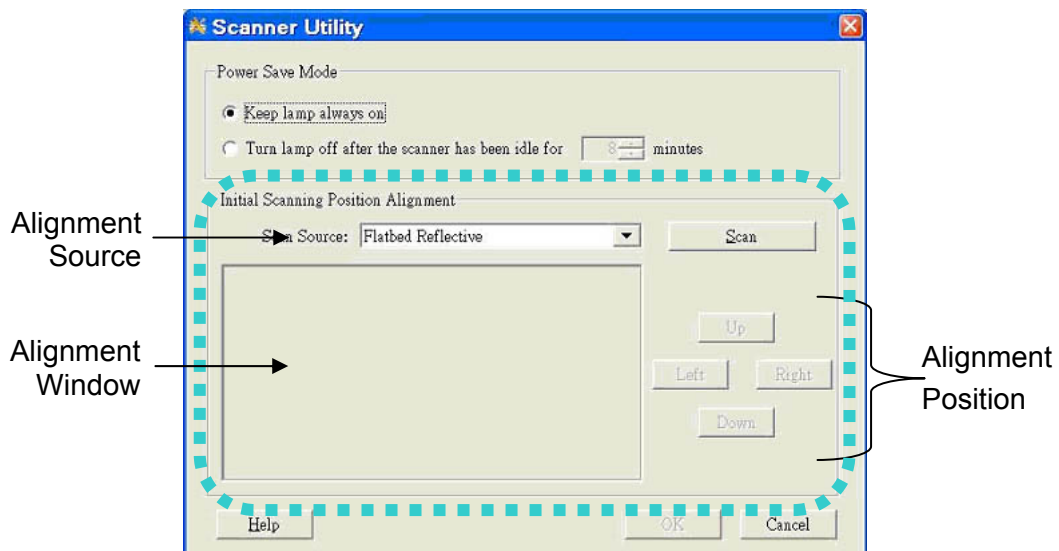 Scanner Utility
Power Save Mode
Keep lamp always on
Turn lamp off after the scanner has been idle for 8 minutes
Initial Scanning Position Alignment
Alignment
Source
Scan Source: Flatbed Reflective
Scan
Alignment
Window
Up
Left Right
Down
Alignment
Position
Help OK Cancel